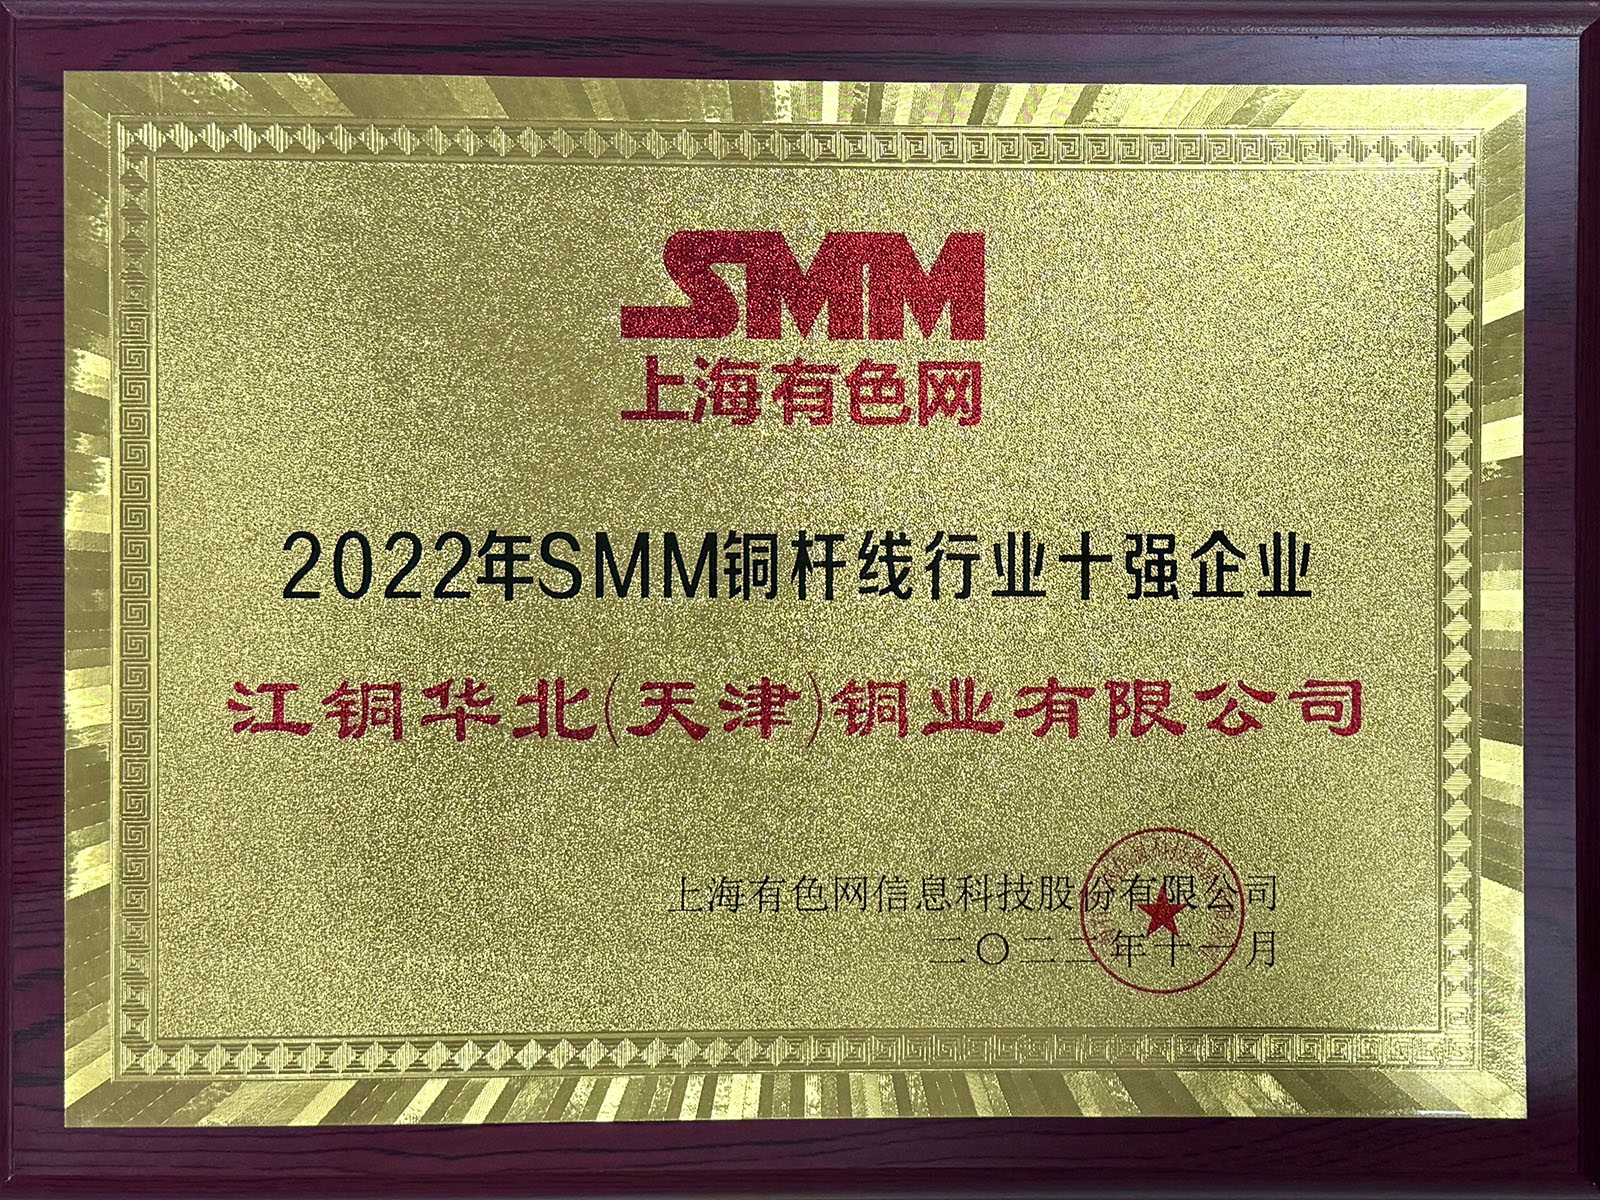 SMM
上海有色网
2022年SMM铜杆线行业十强企业
江铜华北(天津)铜业有限公司
上海有色网信息科技股份有限公司
二〇二二年十一月